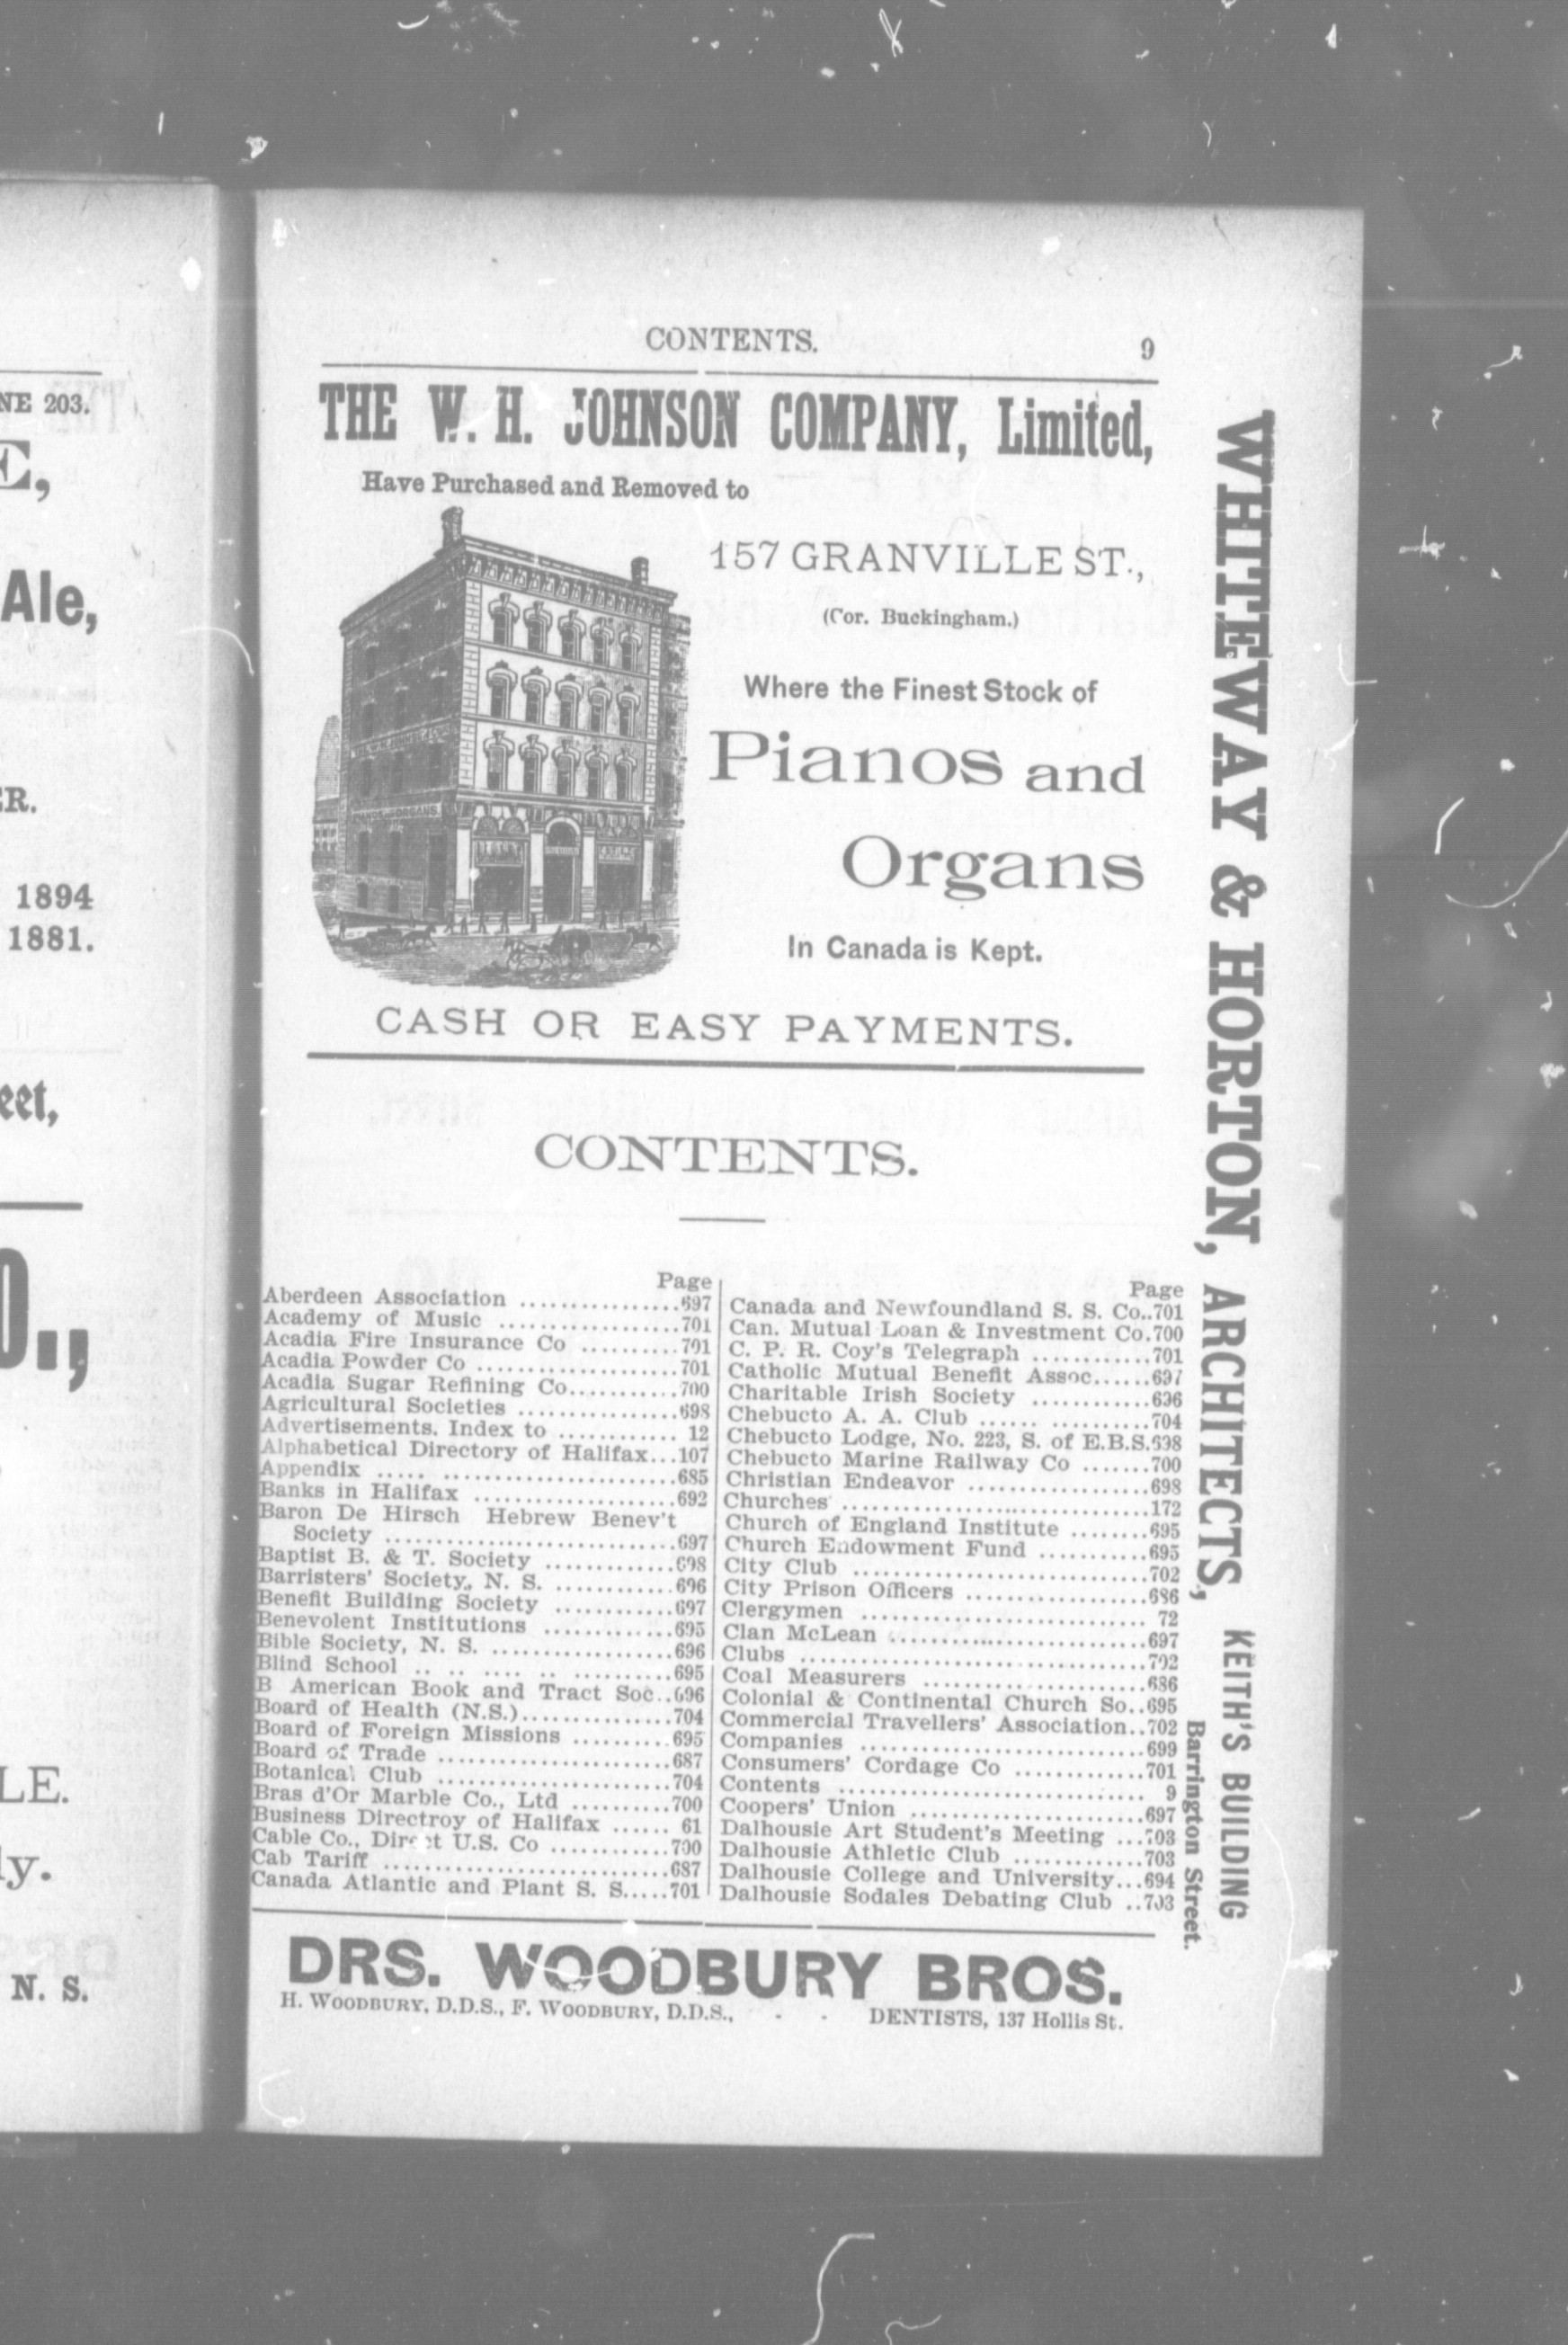 NE 203.
E,
Ale,
ER.
1894
1881.
eet,
O.,
LE.
ly.
N. S.
CONTENTS. 9
THE W. H. JOHNSON COMPANY, Limited,
Have Purchased and Removed to
157 GRANVILLE ST.,
(Cor. Buckingham.)
Where the Finest Stock of
Pianos and
Organs
In Canada is Kept.
CASH OR EASY PAYMENTS.
CONTENTS.
Page
Aberdeen Association ................697
Academy of Music ..................701
Acadia Fire Insurance Co ..........701
Acadia Powder Co ....................701
Acadia Sugar Refining Co...........700
Agricultural Societies ................698
Advertisements. Index to ............ 12
Alphabetical Directory of Halifax...107
Appendix ..... .......................685
Banks in Halifax ....................692
Baron De Hirsch Hebrew Benev't
Society .............................697
Baptist B. & T. Society .............698
Barristers' Society, N. S. ............696
Benefit Building Society ............697
Benevolent Institutions .............695
Bible Society, N. S. ..................696
Blind School .. .. .... .. ..........695
B American Book and Tract Soc..696
Board of Health (N.S.)...............704
Board of Foreign Missions ..........695
Board of Trade .......................687
Botanical Club .......................704
Bras d'Or Marble Co., Ltd ..........700
Business Directroy of Halifax ...... 61
Cable Co., Direct U.S. Co ............700
Cab Tariff ............................687
Canada Atlantic and Plant S. S.....701
Page
Canada and Newfoundland S. S. Co..701
Can. Mutual Loan & Investment Co.700
C. P. R. Coy's Telegraph ............701
Catholic Mutual Benefit Assoc......697
Charitable Irish Society ............696
Chebucto A. A. Club ...... ..........704
Chebucto Lodge, No. 223, S. of E.B.S.698
Chebucto Marine Railway Co .......700
Christian Endeavor ..................698
Churches ..............................172
Church of England Institute ........695
Church Endowment Fund ...........695
City Club .............................702
City Prison Officers ..................686
Clergymen ............................ 72
Clan McLean .........................697
Clubs ..................................702
Coal Measurers ......................686
Colonial & Continental Church So..695
Commercial Travellers' Association..702
Companies ............................699
Consumers' Cordage Co .............701
Contents .............................. 9
Coopers' Union .......................697
Dalhousie Art Student's Meeting ...703
Dalhousie Athletic Club .............703
Dalhousie College and University...694
Dalhousie Sodales Debating Club ..703
DRS. WOODBURY BROS.
H. WOODBURY, D.D.S., F. WOODBURY, D.D.S., - - DENTISTS, 137 Hollis St.
WHITEWAY & HORTON, ARCHITECTS, KEITH'S BUILDING
Barrington Street.